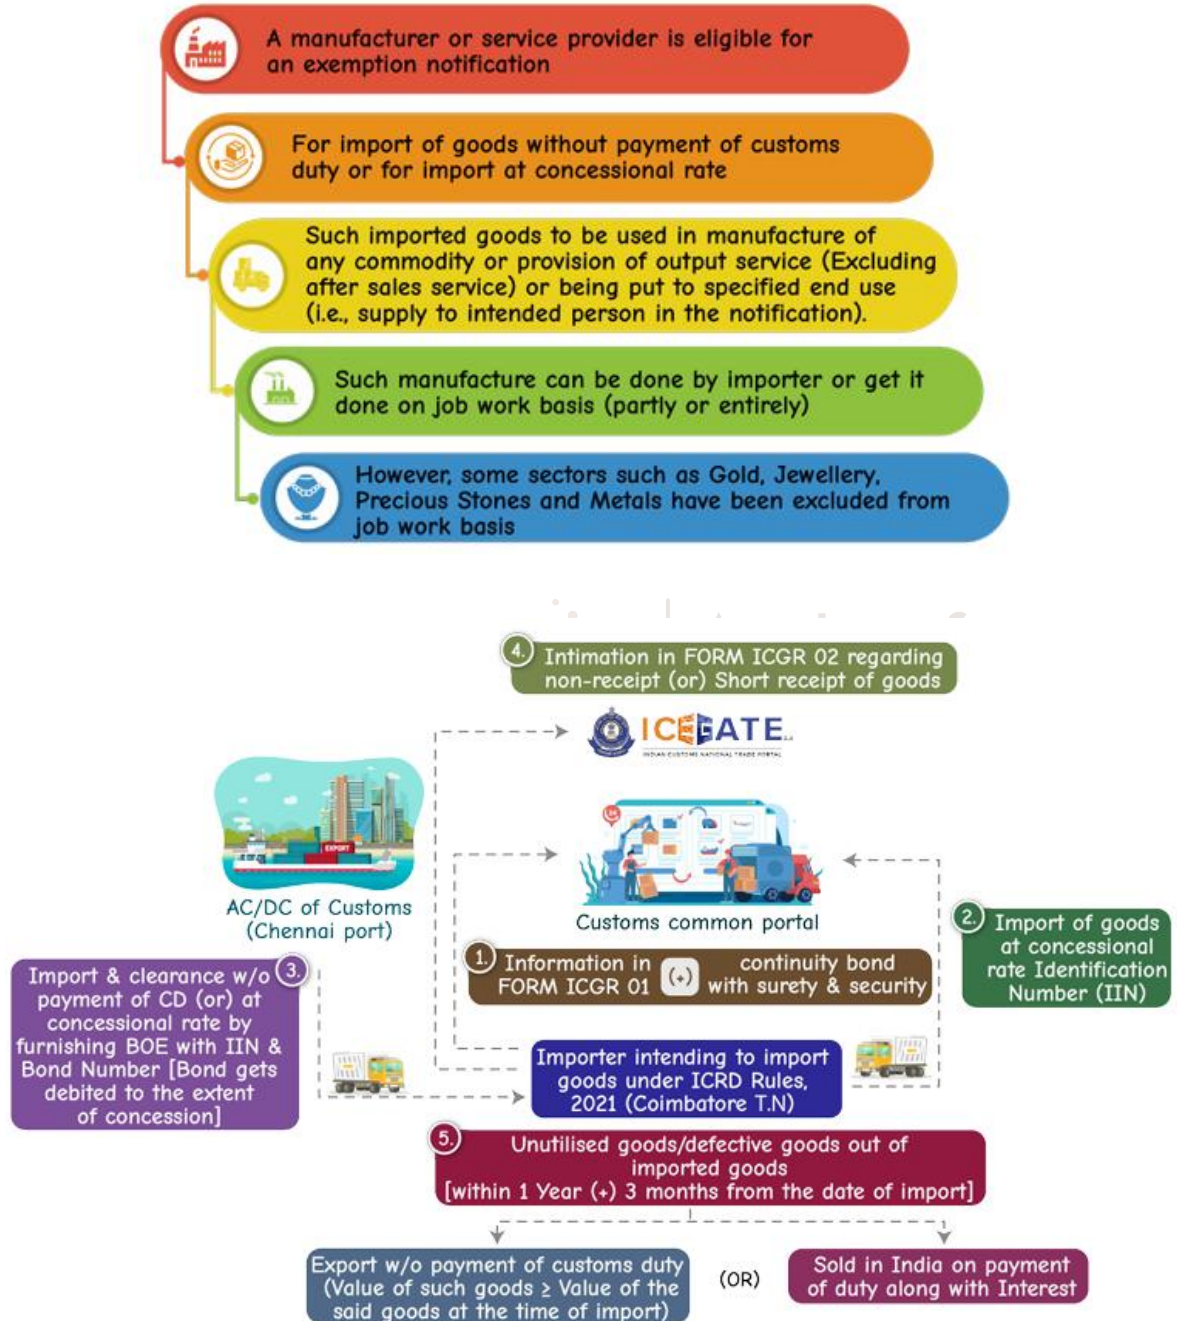 A manufacturer or service provider is eligible for
an exemption notification
For import of goods without payment of customs
duty or for import at concessional rate
Such imported goods to be used in manufacture of
any commodity or provision of output service (Excluding
after sales service) or being put to specified end use
(i.e., supply to intended person in the notification).
Such manufacture can be done by importer or get it
done on job work basis (partly or entirely)
However, some sectors such as Gold, Jewellery,
Precious Stones and Metals have been excluded from
job work basis
4. Intimation in FORM ICGR 02 regarding
non-receipt (or) Short receipt of goods
ICEGATE
INDIAN CUSTOMS NATIONAL TRADE PORTAL
EXPORT
AC/DC of Customs
(Chennai port)
Customs common portal
1. Information in
FORM ICGR 01
(+)
continuity bond
with surety & security
2. Import of goods
at concessional
rate Identification
Number (IIN)
3. Import & clearance w/o
payment of CD (or) at
concessional rate by
furnishing BOE with IIN &
Bond Number [Bond gets
debited to the extent
of concession]
Importer intending to import
goods under ICRD Rules,
2021 (Coimbatore T.N)
5. Unutilised goods/defective goods out of
imported goods
[within 1 Year (+) 3 months from the date of import]
Export w/o payment of customs duty
(Value of such goods ≥ Value of the
said goods at the time of import)
(OR)
Sold in India on payment
of duty along with Interest